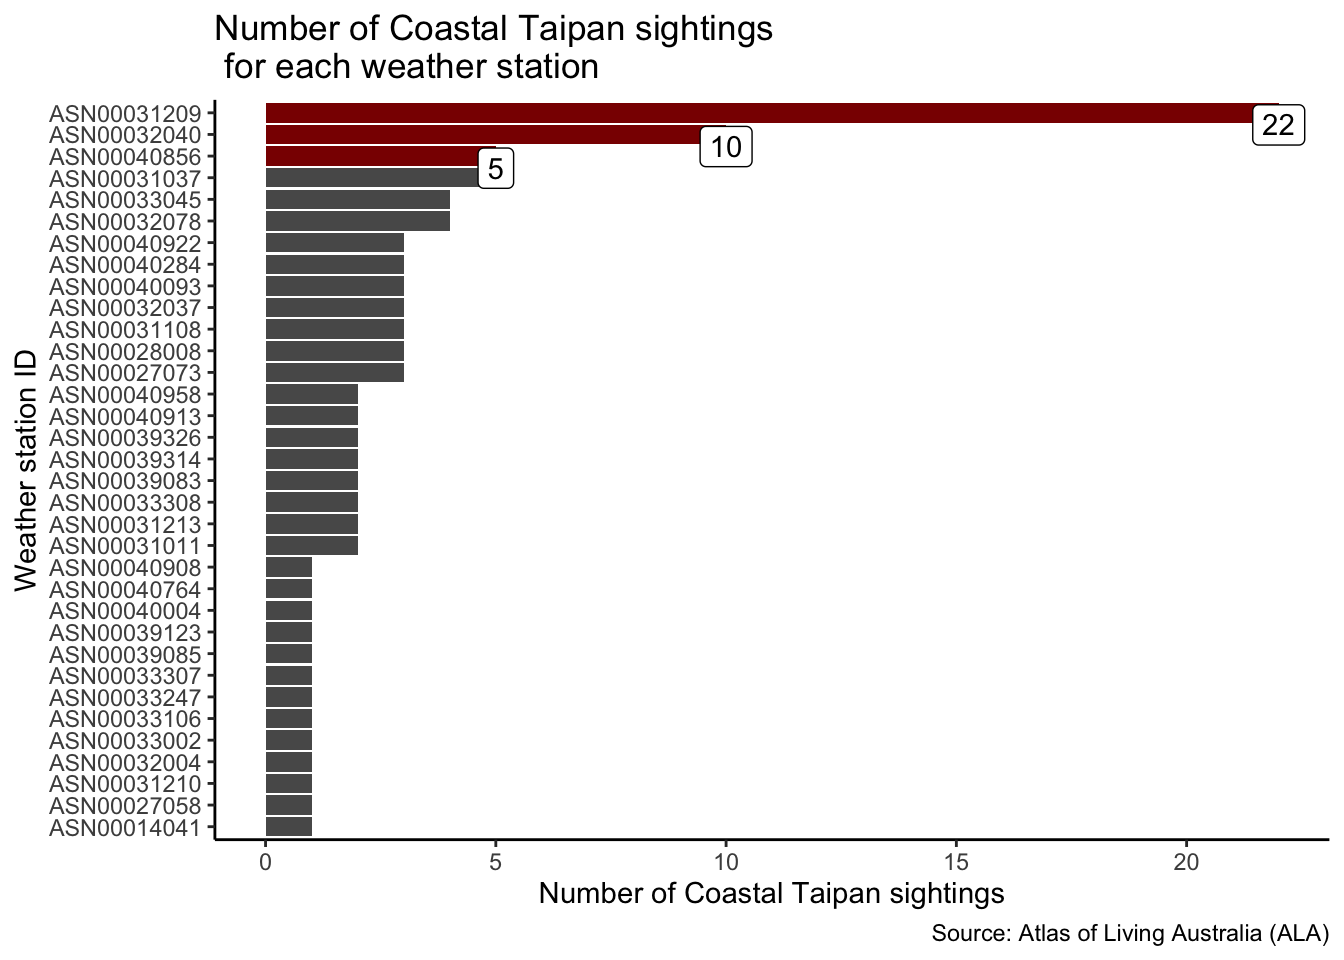 Number of Coastal Taipan sightings
for each weather station
Weather station ID
ASN00031209
22
ASN00032040
10
ASN00040856
5
ASN00031037
ASN00033045
ASN00032078
ASN00040922
ASN00040284
ASN00040093
ASN00032037
ASN00031108
ASN00028008
ASN00027073
ASN00040958
ASN00040913
ASN00039326
ASN00039314
ASN00039083
ASN00033308
ASN00031213
ASN00031011
ASN00040908
ASN00040764
ASN00040004
ASN00039123
ASN00039085
ASN00033307
ASN00033247
ASN00033106
ASN00033002
ASN00032004
ASN00031210
ASN00027058
ASN00014041
0 5 10 15 20
Number of Coastal Taipan sightings
Source: Atlas of Living Australia (ALA)